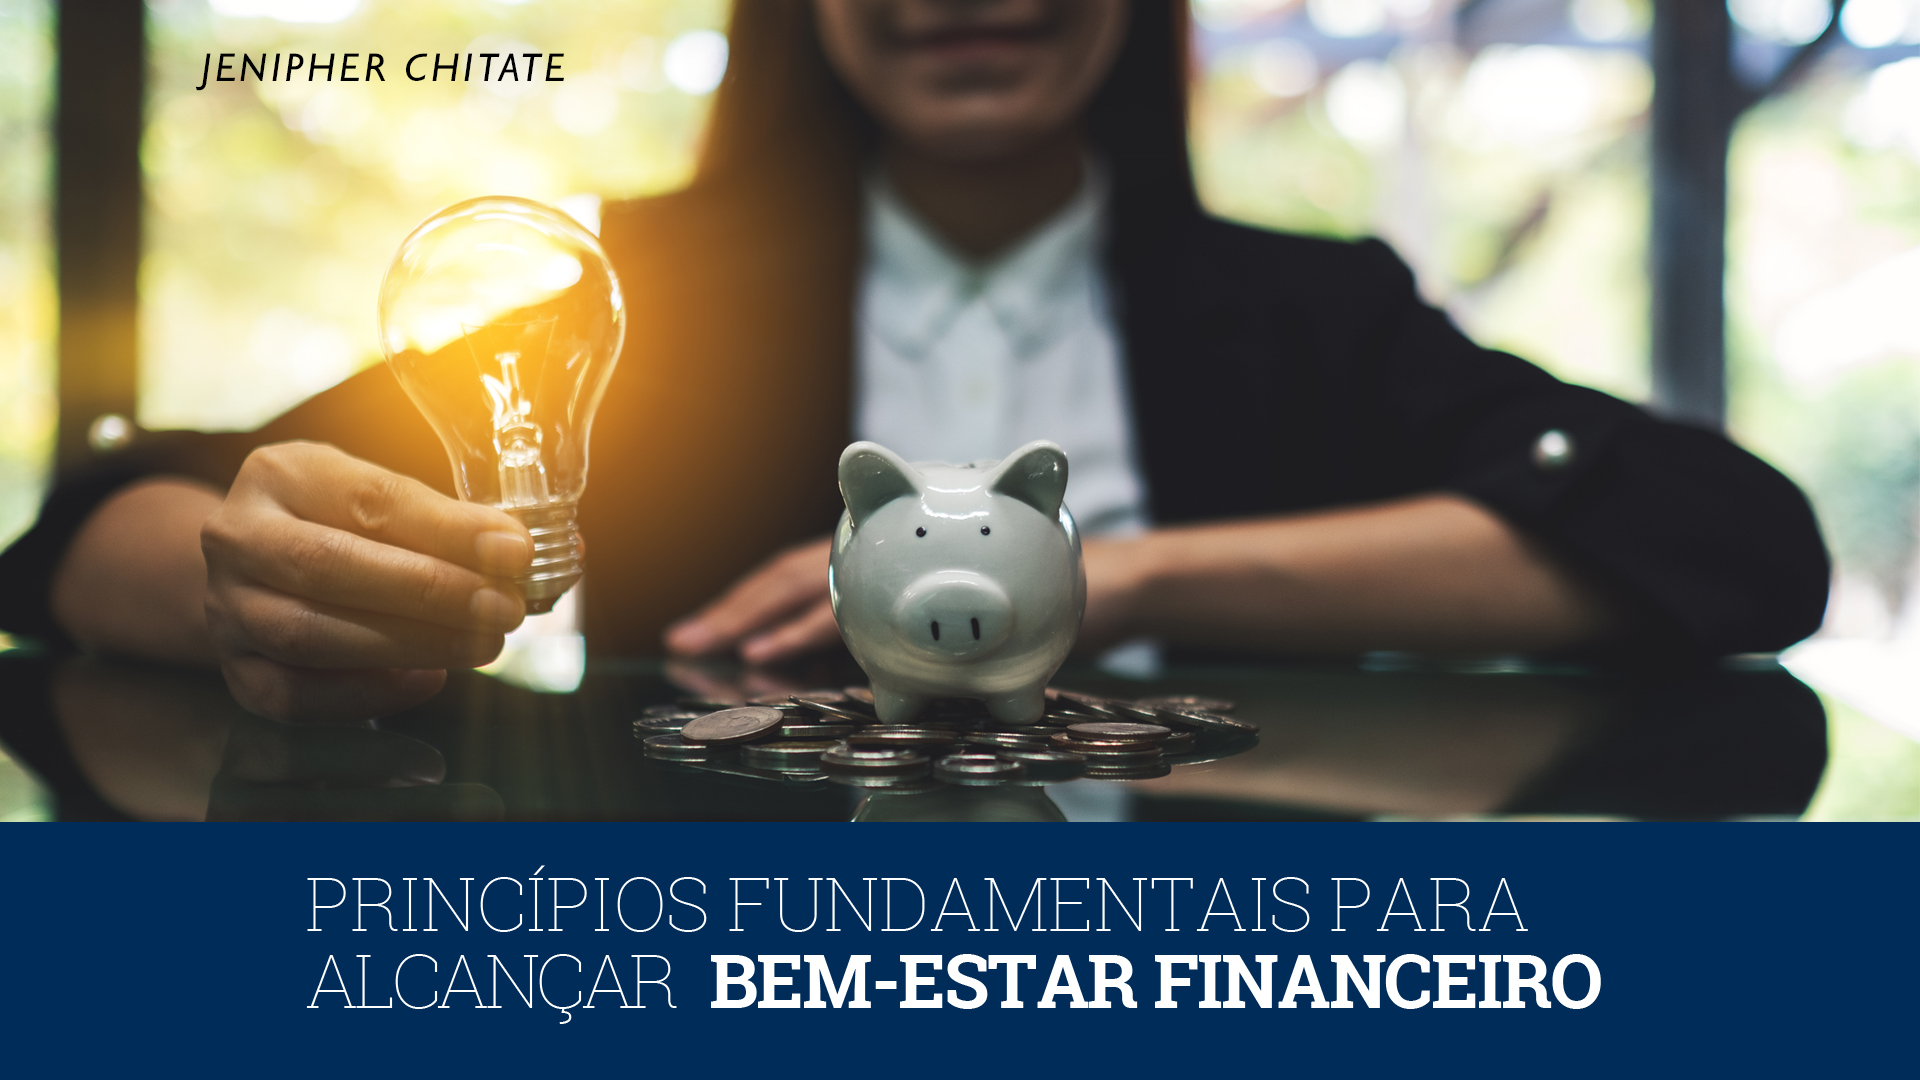 JENIPHER CHITATE
PRINCÍPIOS FUNDAMENTAIS PARA
ALCANÇAR BEM-ESTAR FINANCEIRO